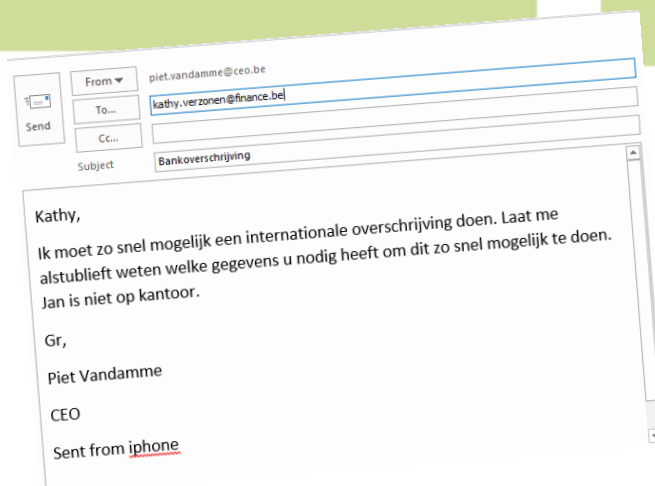 From
piet.vandamme@ceo.be
To...
kathy.verzonen@finance.be
Send
Cc...
Subject
Bankoverschrijving
Kathy,
Ik moet zo snel mogelijk een internationale overschrijving doen. Laat me
alstublieft weten welke gegevens u nodig heeft om dit zo snel mogelijk te doen.
Jan is niet op kantoor.
Gr,
Piet Vandamme
CEO
Sent from iphone